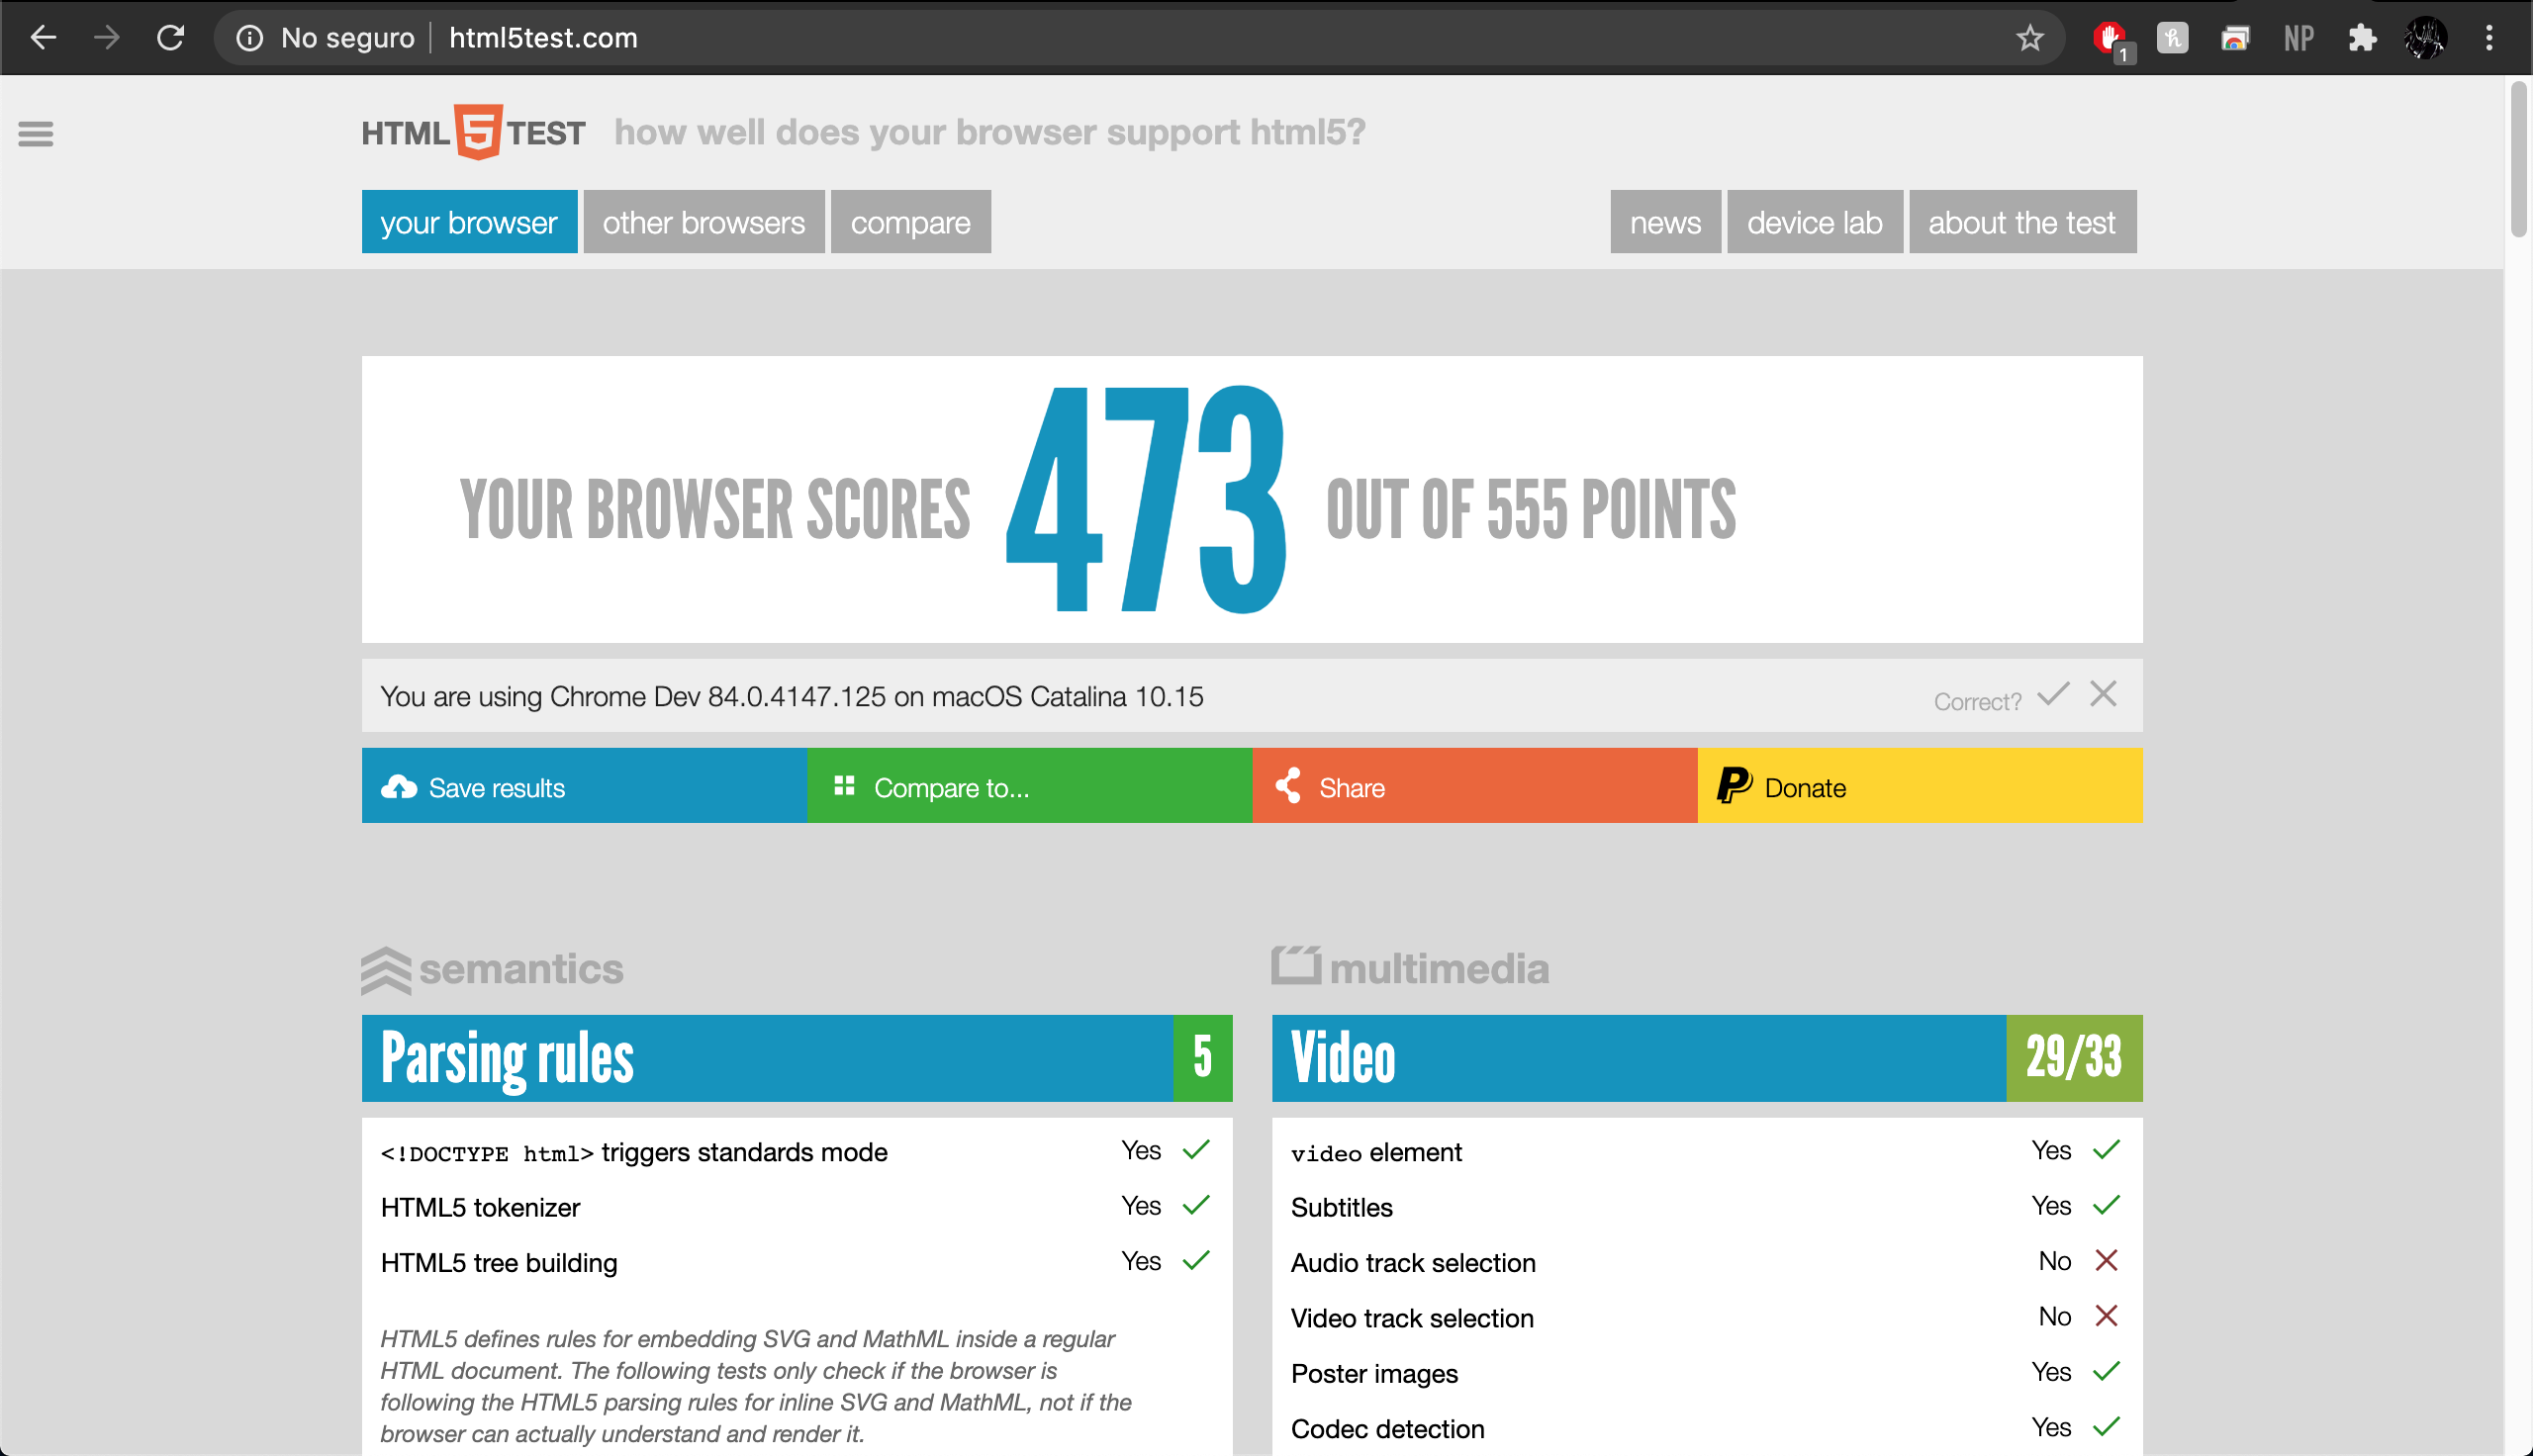 No seguro | html5test.com
1
NP
HTML5TEST how well does your browser support html5?
your browser other browsers compare news device lab about the test
YOUR BROWSER SCORES 473 OUT OF 555 POINTS
You are using Chrome Dev 84.0.4147.125 on macOS Catalina 10.15 Correct?
Save results Compare to... Share Donate
semantics
Parsing rules 5
<!DOCTYPE html> triggers standards mode Yes
HTML5 tokenizer Yes
HTML5 tree building Yes
HTML5 defines rules for embedding SVG and MathML inside a regular
HTML document. The following tests only check if the browser is
following the HTML5 parsing rules for inline SVG and MathML, not if the
browser can actually understand and render it.
multimedia
Video 29/33
video element Yes
Subtitles Yes
Audio track selection No
Video track selection No
Poster images Yes
Codec detection Yes